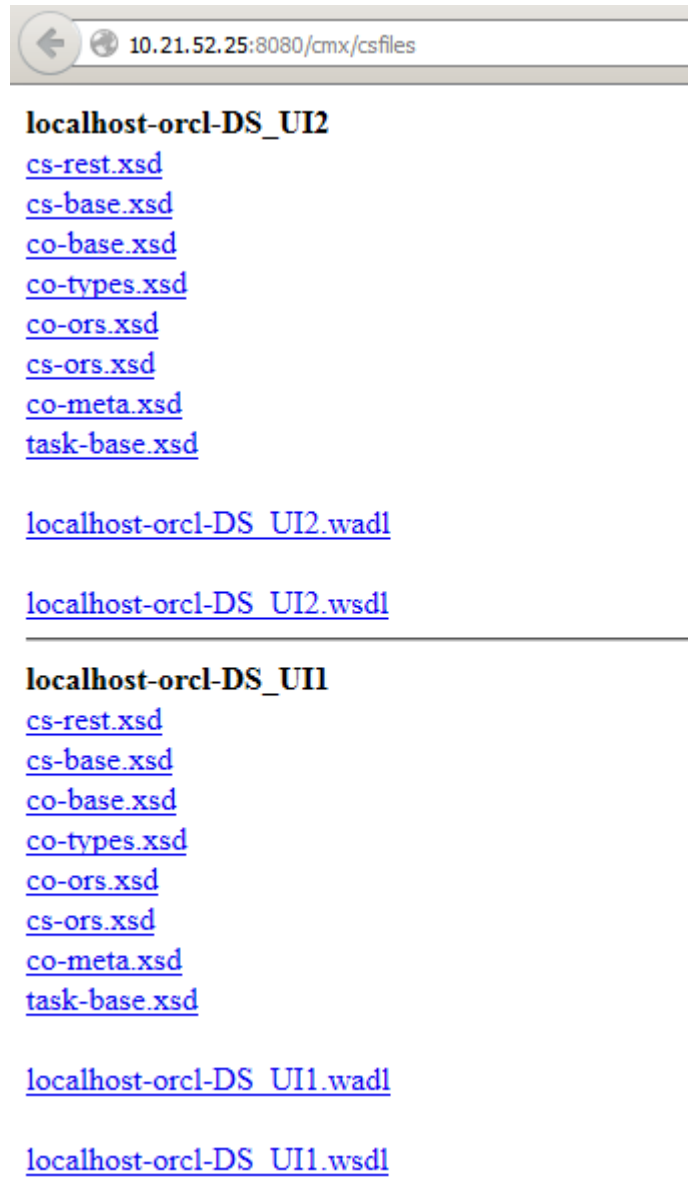 10.21.52.25:8080/cmx/csfiles
localhost-orcl-DS_UI2
cs-rest.xsd
cs-base.xsd
co-base.xsd
co-types.xsd
co-ors.xsd
cs-ors.xsd
co-meta.xsd
task-base.xsd
localhost-orcl-DS_UI2.wadl
localhost-orcl-DS_UI2.wsdl
localhost-orcl-DS_UI1
cs-rest.xsd
cs-base.xsd
co-base.xsd
co-types.xsd
co-ors.xsd
cs-ors.xsd
co-meta.xsd
task-base.xsd
localhost-orcl-DS_UI1.wadl
localhost-orcl-DS_UI1.wsdl